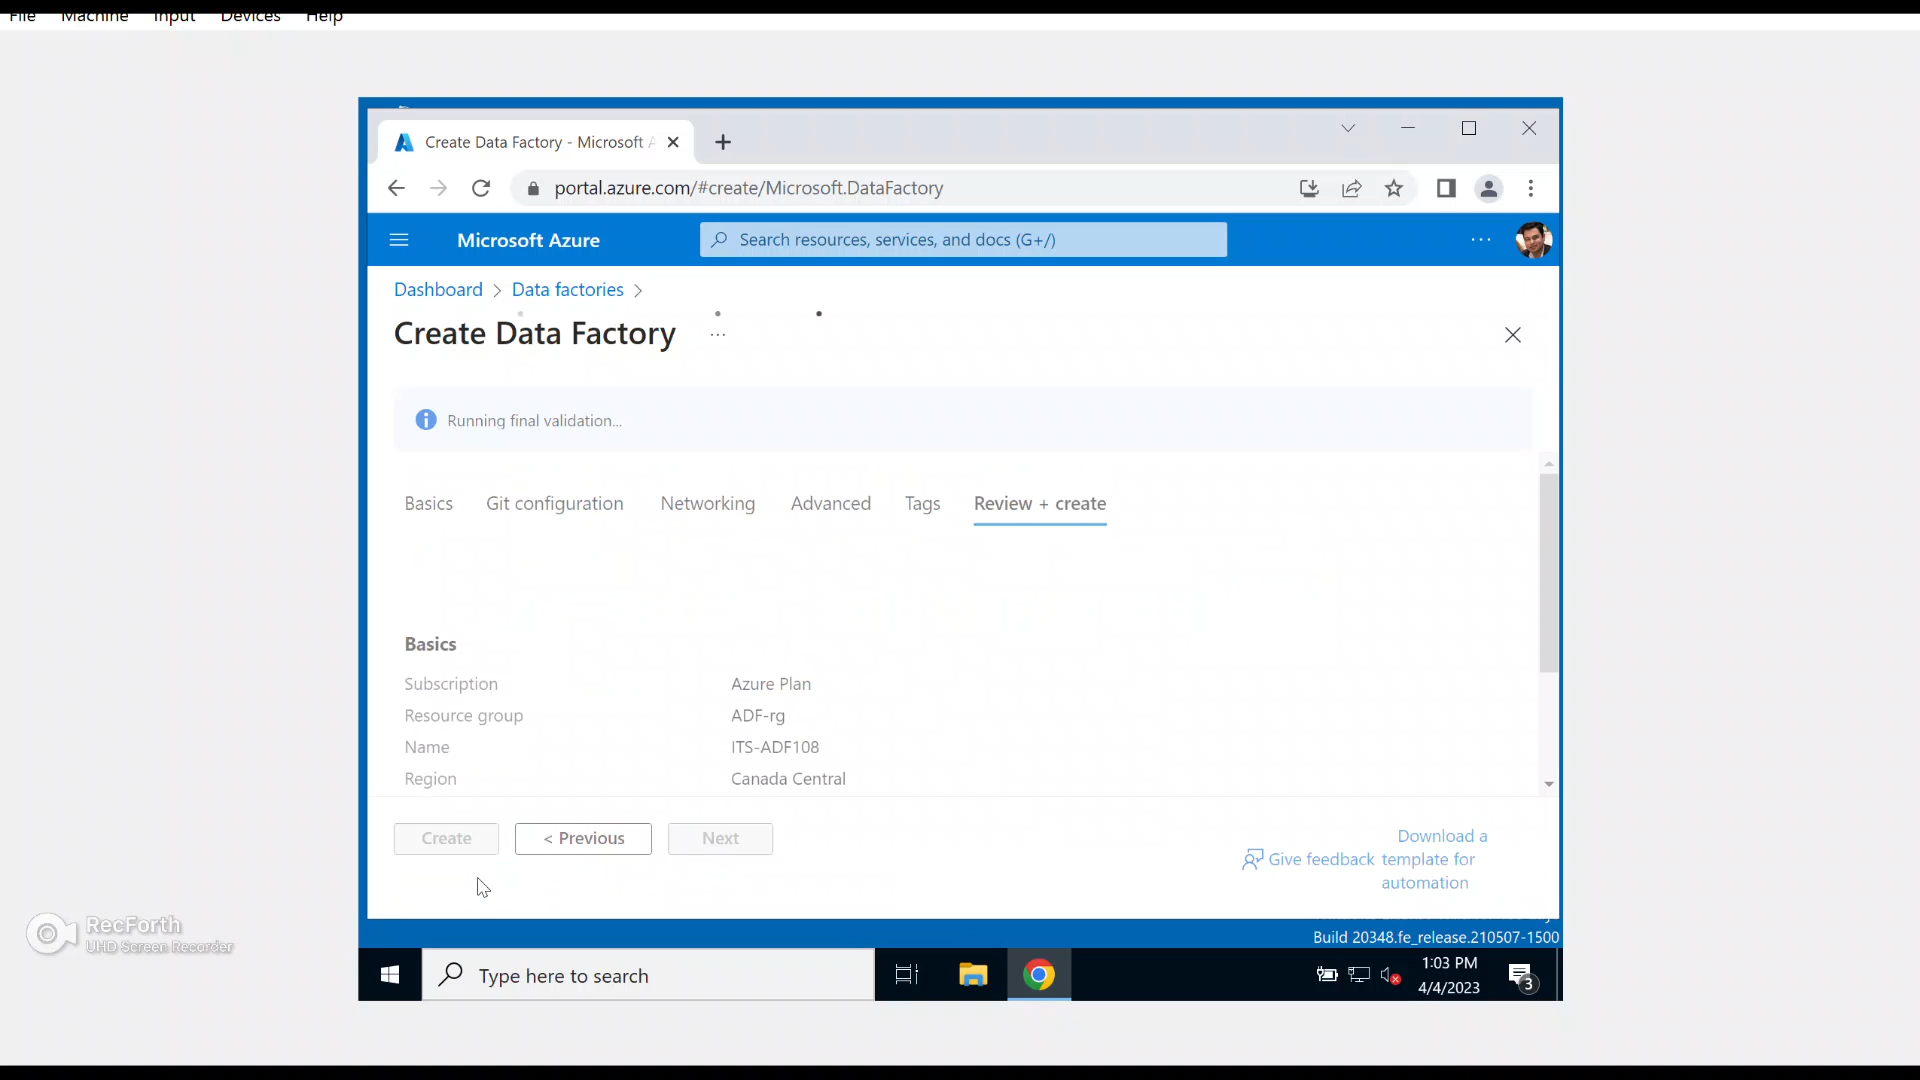 File Machine Input Devices Help
Create Data Factory - Microsoft A
portal.azure.com/#create/Microsoft.DataFactory
Microsoft Azure
Search resources, services, and docs (G+/)
Dashboard > Data factories >
Create Data Factory ...
Running final validation...
Basics Git configuration Networking Advanced Tags Review + create
Basics
Subscription Azure Plan
Resource group ADF-rg
Name ITS-ADF108
Region Canada Central
Create < Previous Next
Download a
Give feedback template for
automation
RecForth
UHD Screen Recorder
Build 20348.fe_release.210507-1500
Type here to search
1:03 PM
4/4/2023
3